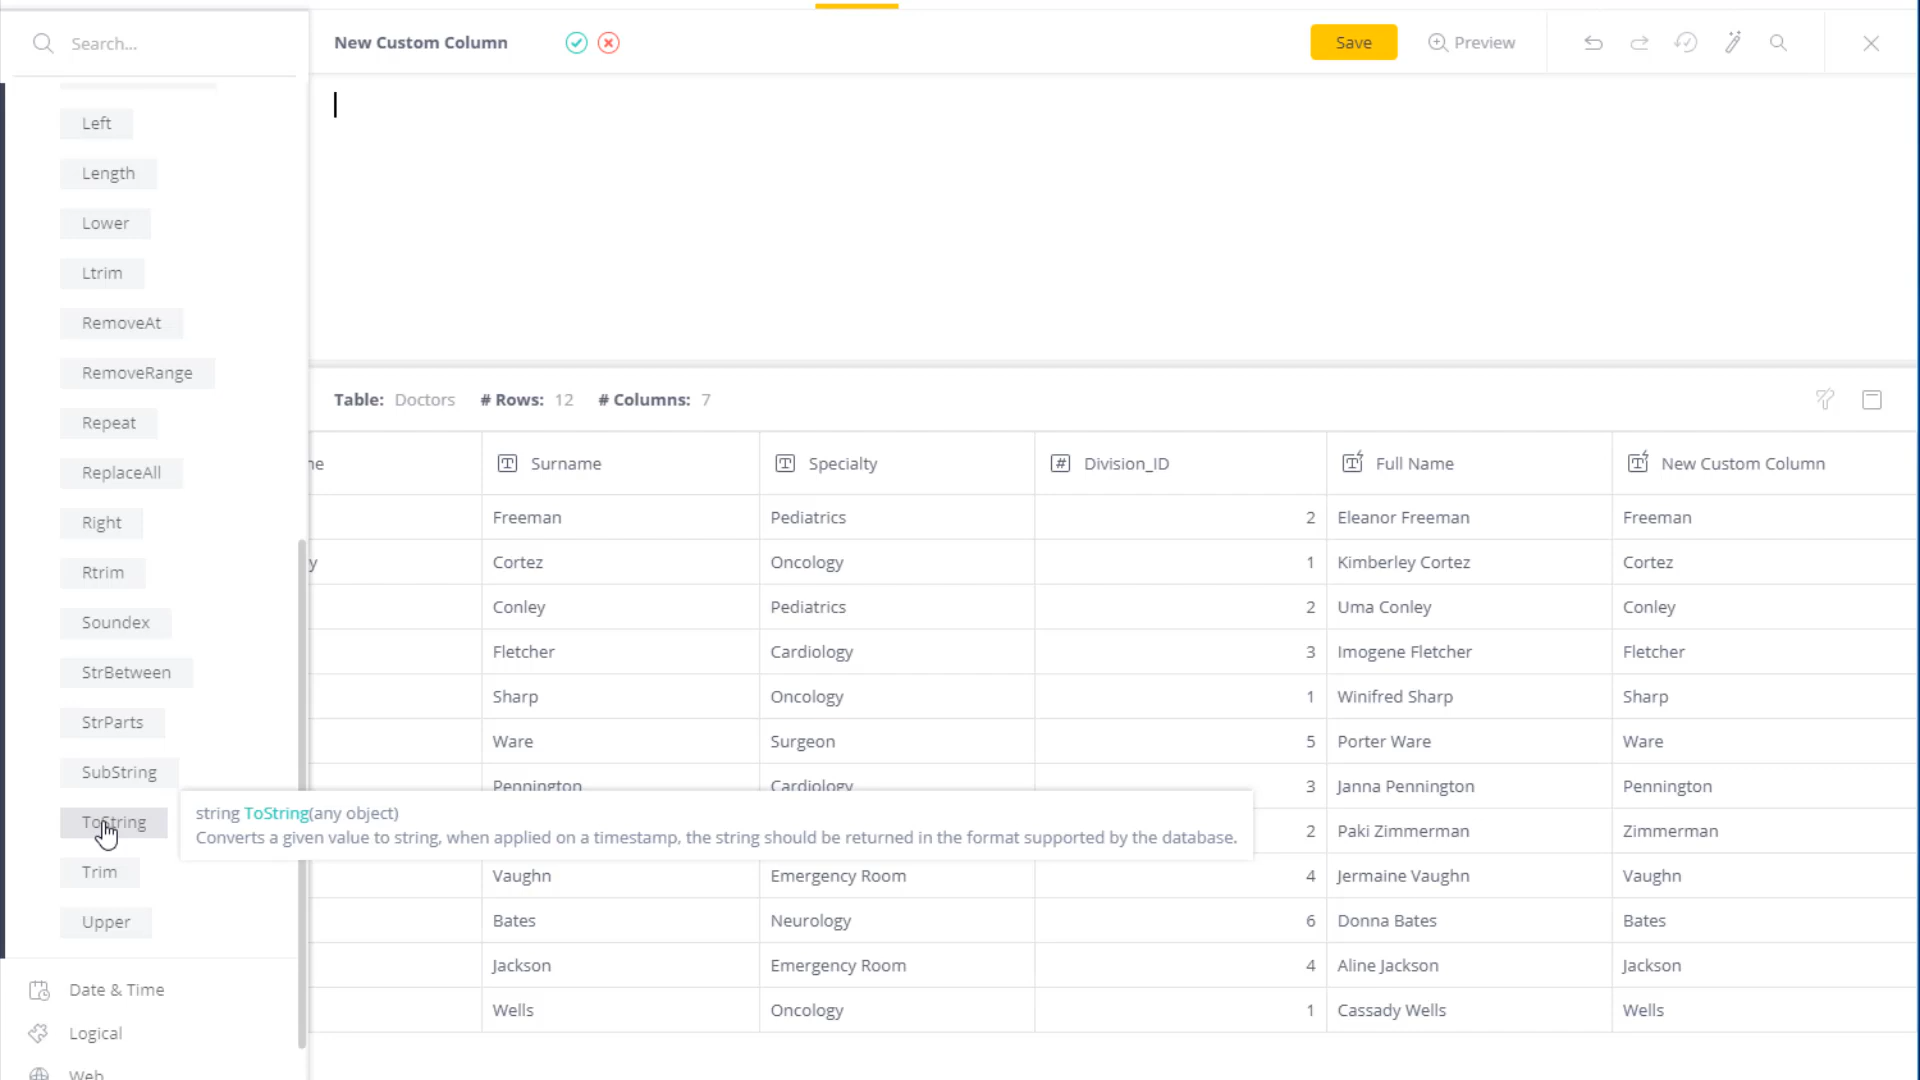 Search...
New Custom Column
Save
Preview
Left
Length
Lower
Ltrim
RemoveAt
RemoveRange
Repeat
ReplaceAll
Right
Rtrim
Soundex
StrBetween
StrParts
SubString
ToString
Trim
Upper
Date & Time
Logical
Web
string ToString(any object)
Converts a given value to string, when applied on a timestamp, the string should be returned in the format supported by the database.
Table: Doctors # Rows: 12 # Columns: 7
ne Surname Specialty Division_ID Full Name New Custom Column
Freeman Pediatrics 2 Eleanor Freeman Freeman
y Cortez Oncology 1 Kimberley Cortez Cortez
Conley Pediatrics 2 Uma Conley Conley
Fletcher Cardiology 3 Imogene Fletcher Fletcher
Sharp Oncology 1 Winifred Sharp Sharp
Ware Surgeon 5 Porter Ware Ware
Pennington Cardiology 3 Janna Pennington Pennington
2 Paki Zimmerman Zimmerman
Vaughn Emergency Room 4 Jermaine Vaughn Vaughn
Bates Neurology 6 Donna Bates Bates
Jackson Emergency Room 4 Aline Jackson Jackson
Wells Oncology 1 Cassady Wells Wells